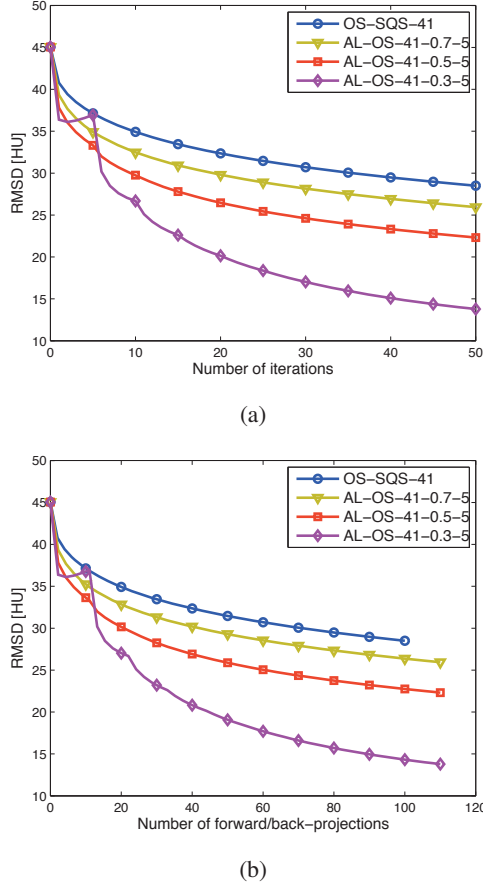 50
45
40
35
30
25
20
15
10
RMSD [HU]
OS-SQS-41
AL-OS-41-0.7-5
AL-OS-41-0.5-5
AL-OS-41-0.3-5
0 10 20 30 40 50
Number of iterations
(a)
50
45
40
35
30
25
20
15
10
RMSD [HU]
OS-SQS-41
AL-OS-41-0.7-5
AL-OS-41-0.5-5
AL-OS-41-0.3-5
0 20 40 60 80 100 120
Number of forward/back-projections
(b)